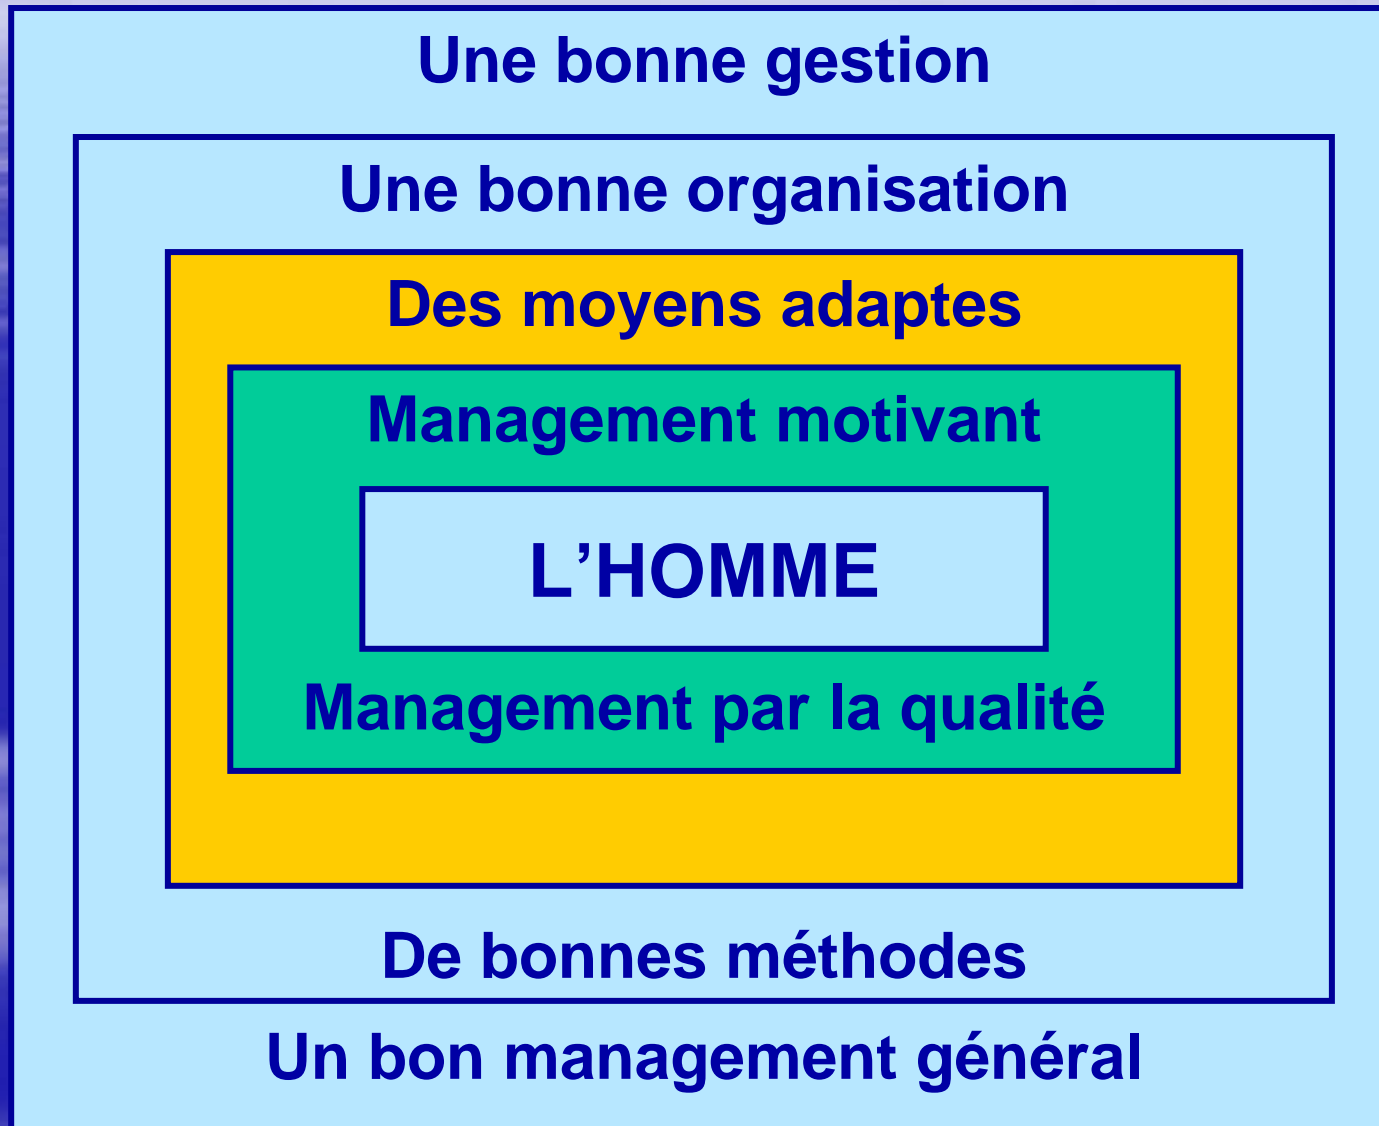 Une bonne gestion
Une bonne organisation
Des moyens adaptes
Management motivant
L’HOMME
Management par la qualité
De bonnes méthodes
Un bon management général